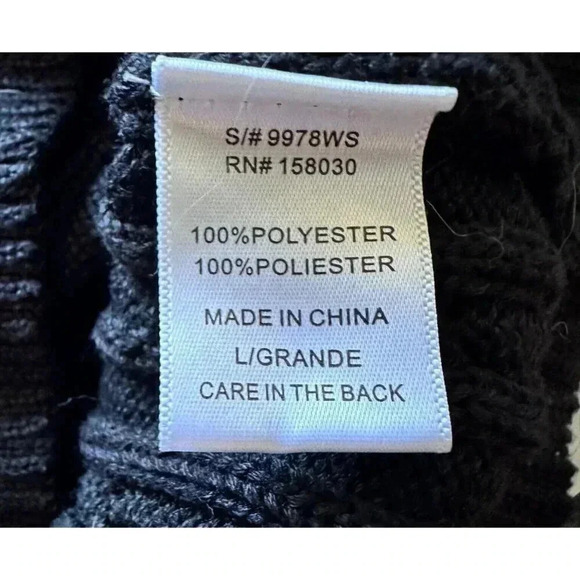 S/# 9978WS
RN# 158030
100%POLYESTER
100%POLIESTER
MADE IN CHINA
L/GRANDE
CARE IN THE BACK